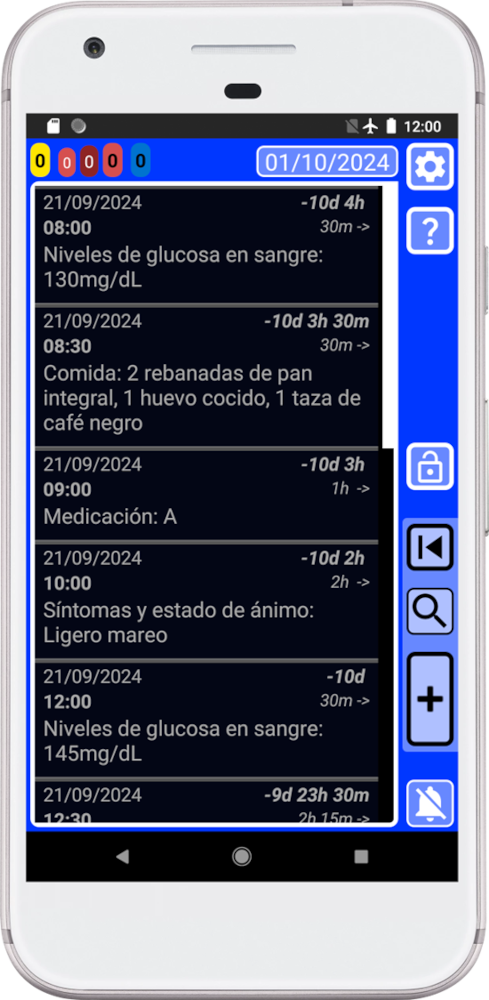 12:00
0 0 0 0 0
01/10/2024
21/09/2024 -10d 4h
08:00 30m ->
Niveles de glucosa en sangre:
130mg/dL
21/09/2024 -10d 3h 30m
08:30 30m ->
Comida: 2 rebanadas de pan
integral, 1 huevo cocido, 1 taza de
café negro
21/09/2024 -10d 3h
09:00 1h ->
Medicación: A
21/09/2024 -10d 2h
10:00 2h ->
Síntomas y estado de ánimo:
Ligero mareo
21/09/2024 -10d
12:00 30m ->
Niveles de glucosa en sangre:
145mg/dL
21/09/2024 -9d 23h 30m
12:30 2h 15m ->
?
+